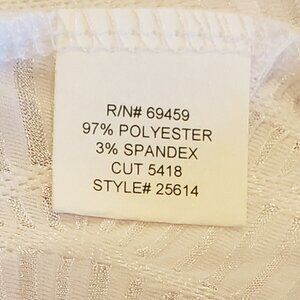 R/N# 69459
97% POLYESTER
3% SPANDEX
CUT 5418
STYLE# 25614